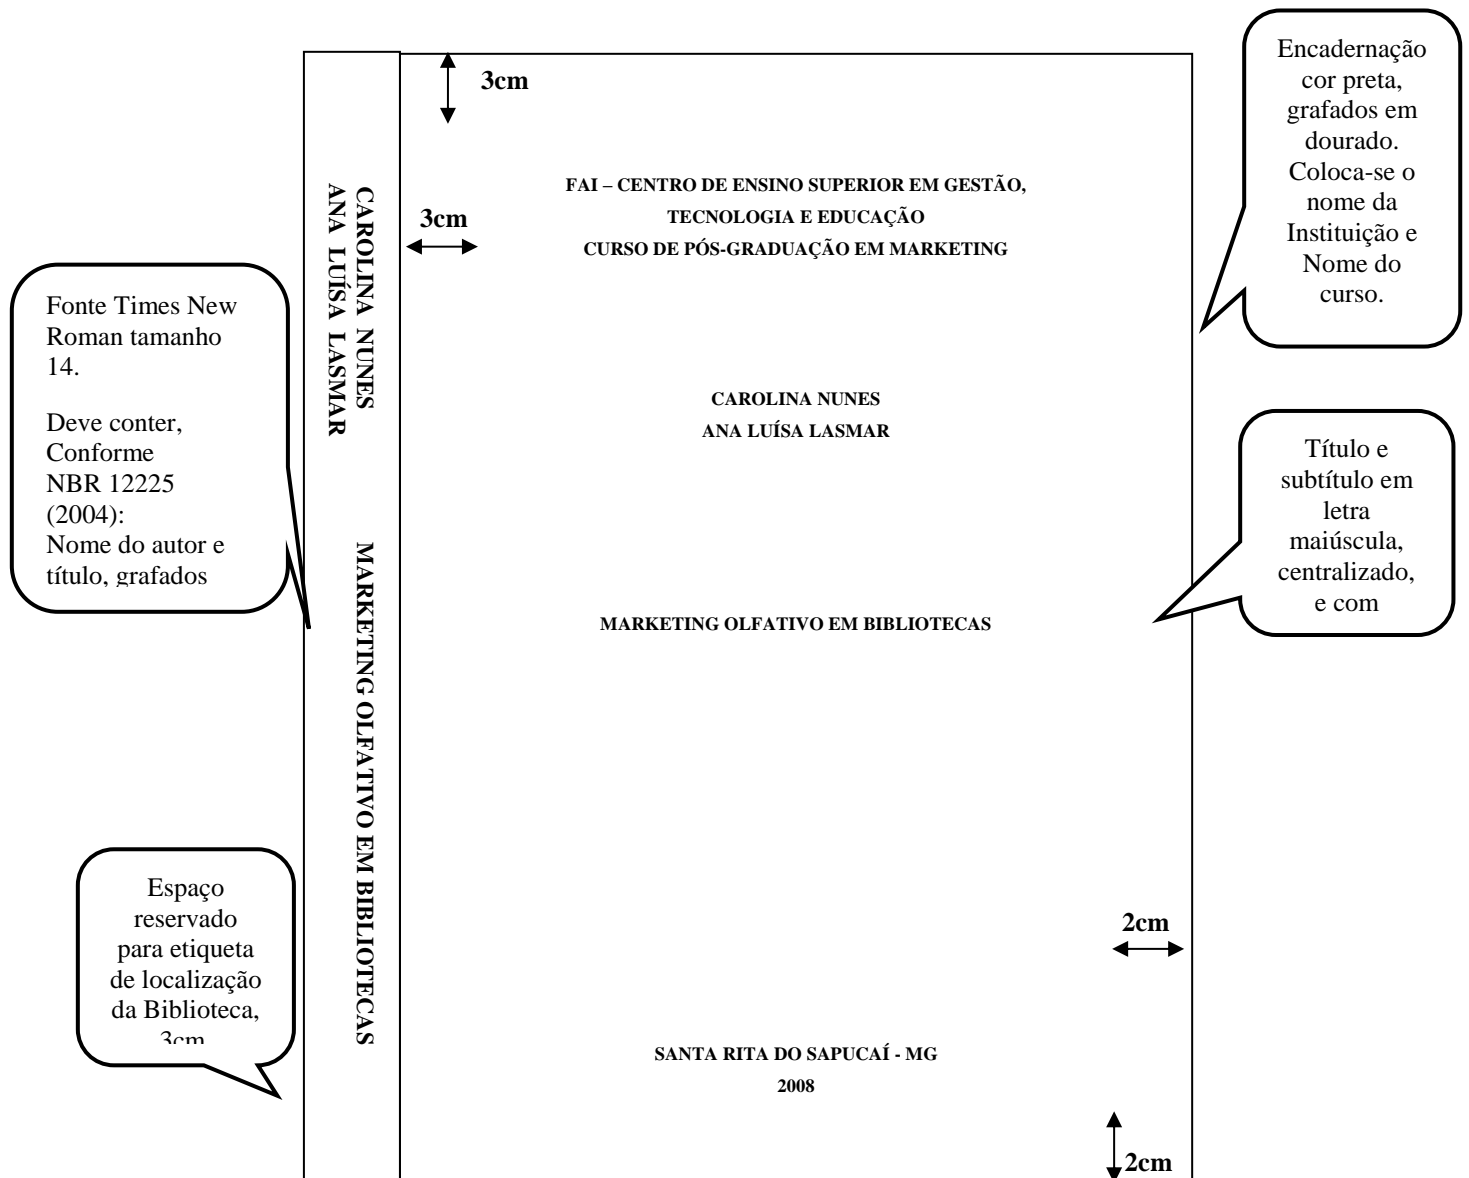 3cm
FAI – CENTRO DE ENSINO SUPERIOR EM GESTÃO,
TECNOLOGIA E EDUCAÇÃO
CURSO DE PÓS-GRADUAÇÃO EM MARKETING
3cm
CAROLINA NUNES
ANA LUÍSA LASMAR
MARKETING OLFATIVO EM BIBLIOTECAS
2cm
SANTA RITA DO SAPUCAÍ - MG
2008
2cm
CAROLINA NUNES
ANA LUÍSA LASMAR
MARKETING OLFATIVO EM BIBLIOTECAS
Fonte Times New
Roman tamanho
14.
Deve conter,
Conforme
NBR 12225
(2004):
Nome do autor e
título, grafados
Espaço
reservado
para etiqueta
de localização
da Biblioteca,
3cm
Encadernação
cor preta,
grafados em
dourado.
Coloca-se o
nome da
Instituição e
Nome do
curso.
Título e
subtítulo em
letra
maiúscula,
centralizado,
e com